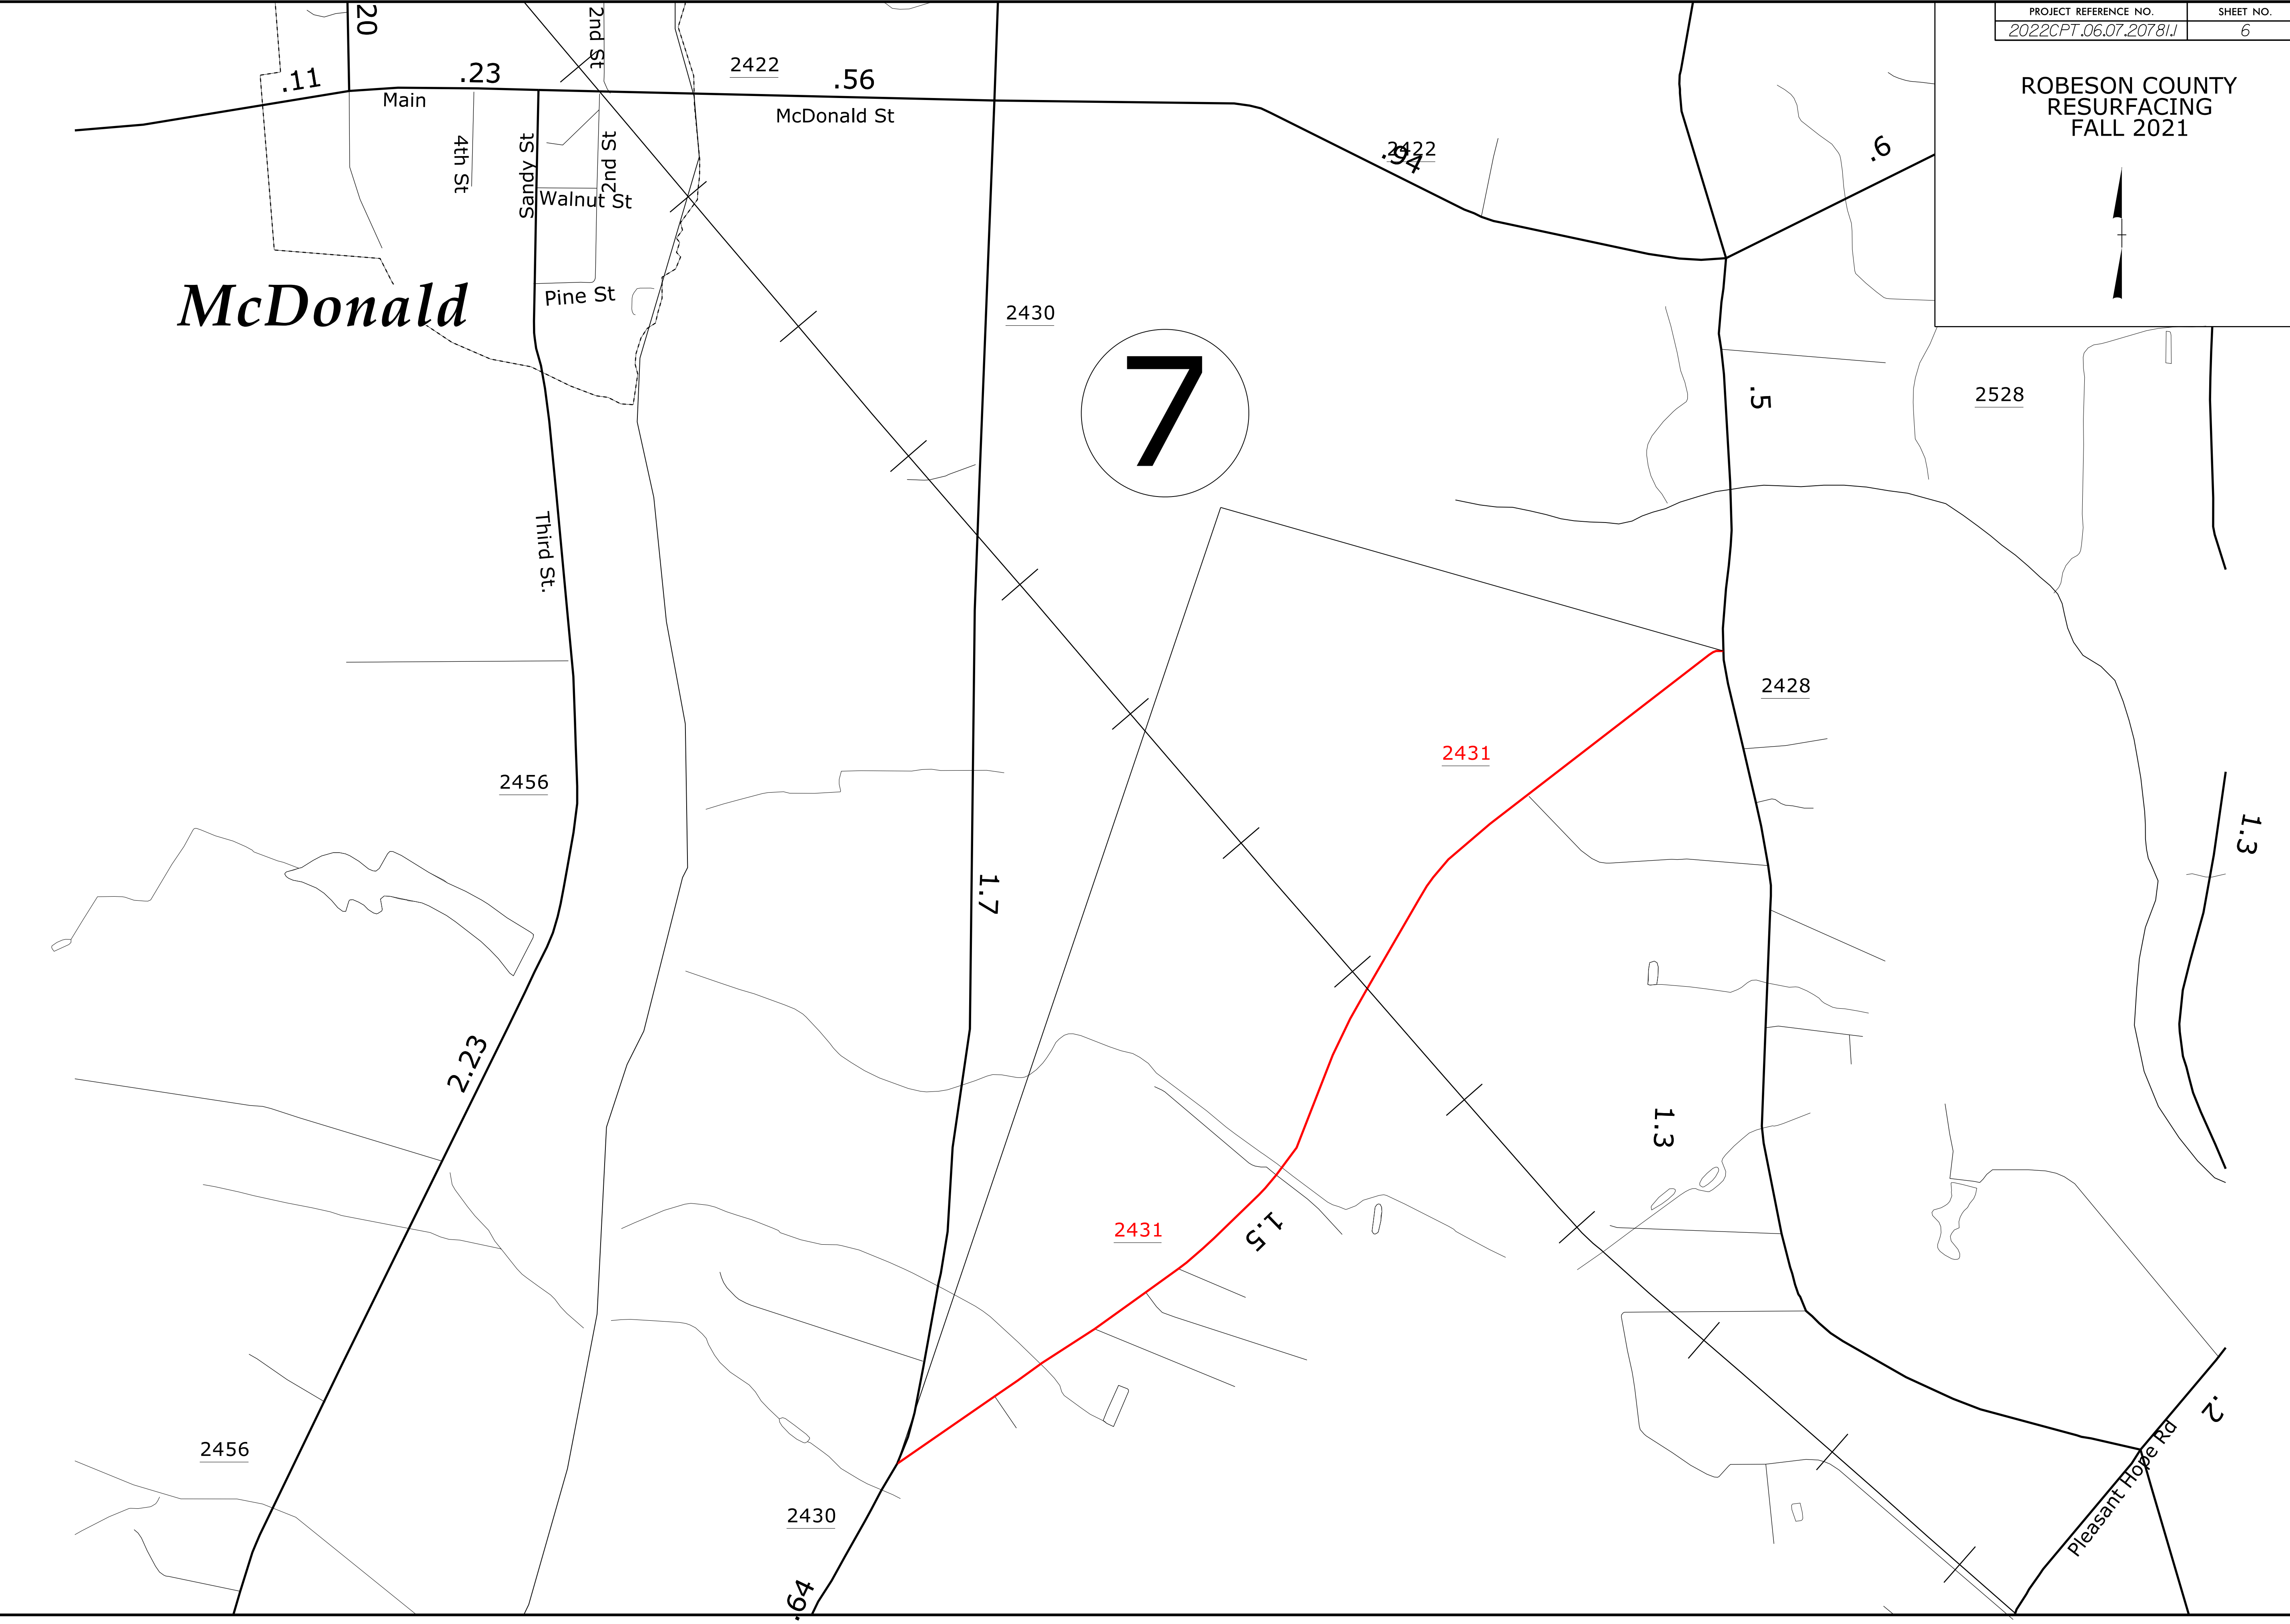 PROJECT REFERENCE NO.
SHEET NO.
2022CPT.06.07.20781.1
6
ROBESON COUNTY
RESURFACING
FALL 2021
20
2nd St
.11
.23
2422
.56
Main
McDonald St
4th St
Sandy St
2nd St
Walnut St
2422
.94
.6
McDonald
Pine St
2430
7
.5
2528
Third St.
2428
2431
2456
1.3
1.7
2.23
1.3
2431
1.5
.2
2456
Pleasant Hope Rd
2430
.64